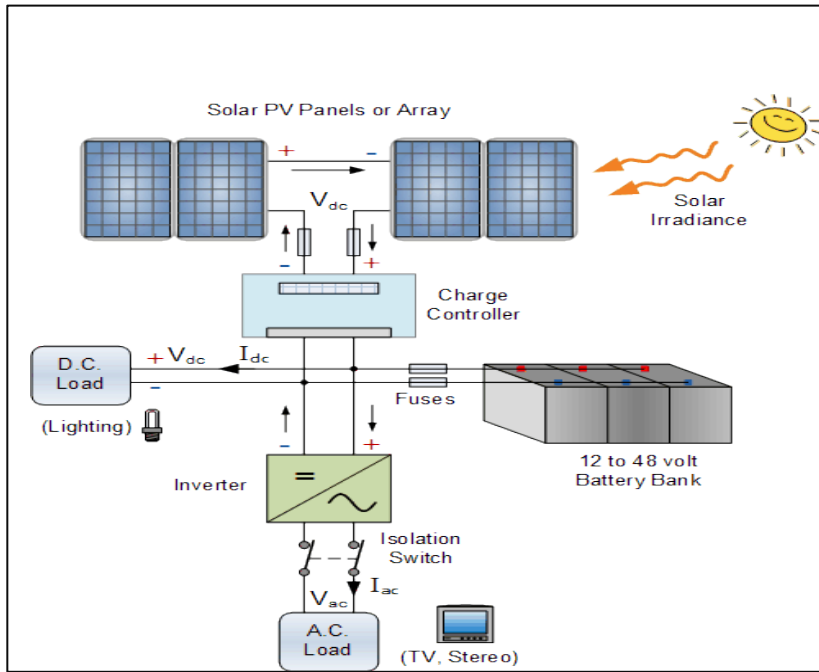 Solar PV Panels or Array
+ -
Vdc
Solar
Irradiance
- +
Charge
Controller
+ Vdc Idc
D.C.
Load
-
Fuses
(Lighting)
- +
12 to 48 volt
Battery Bank
Inverter
=
Isolation
Switch
Iac
Vac
A.C.
Load
(TV, Stereo)